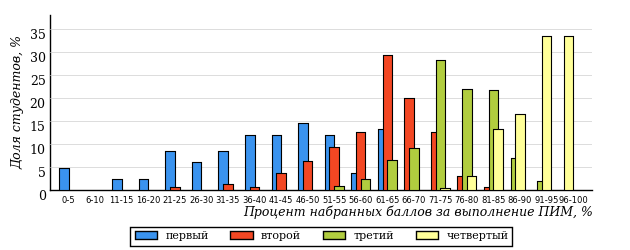 Доля студентов, %
35
30
25
20
15
10
5
0
0-5 6-10 11-15 16-20 21-25 26-30 31-35 36-40 41-45 46-50 51-55 56-60 61-65 66-70 71-75 76-80 81-85 86-90 91-95 96-100
Процент набранных баллов за выполнение ПИМ, %
первый второй третий четвертый